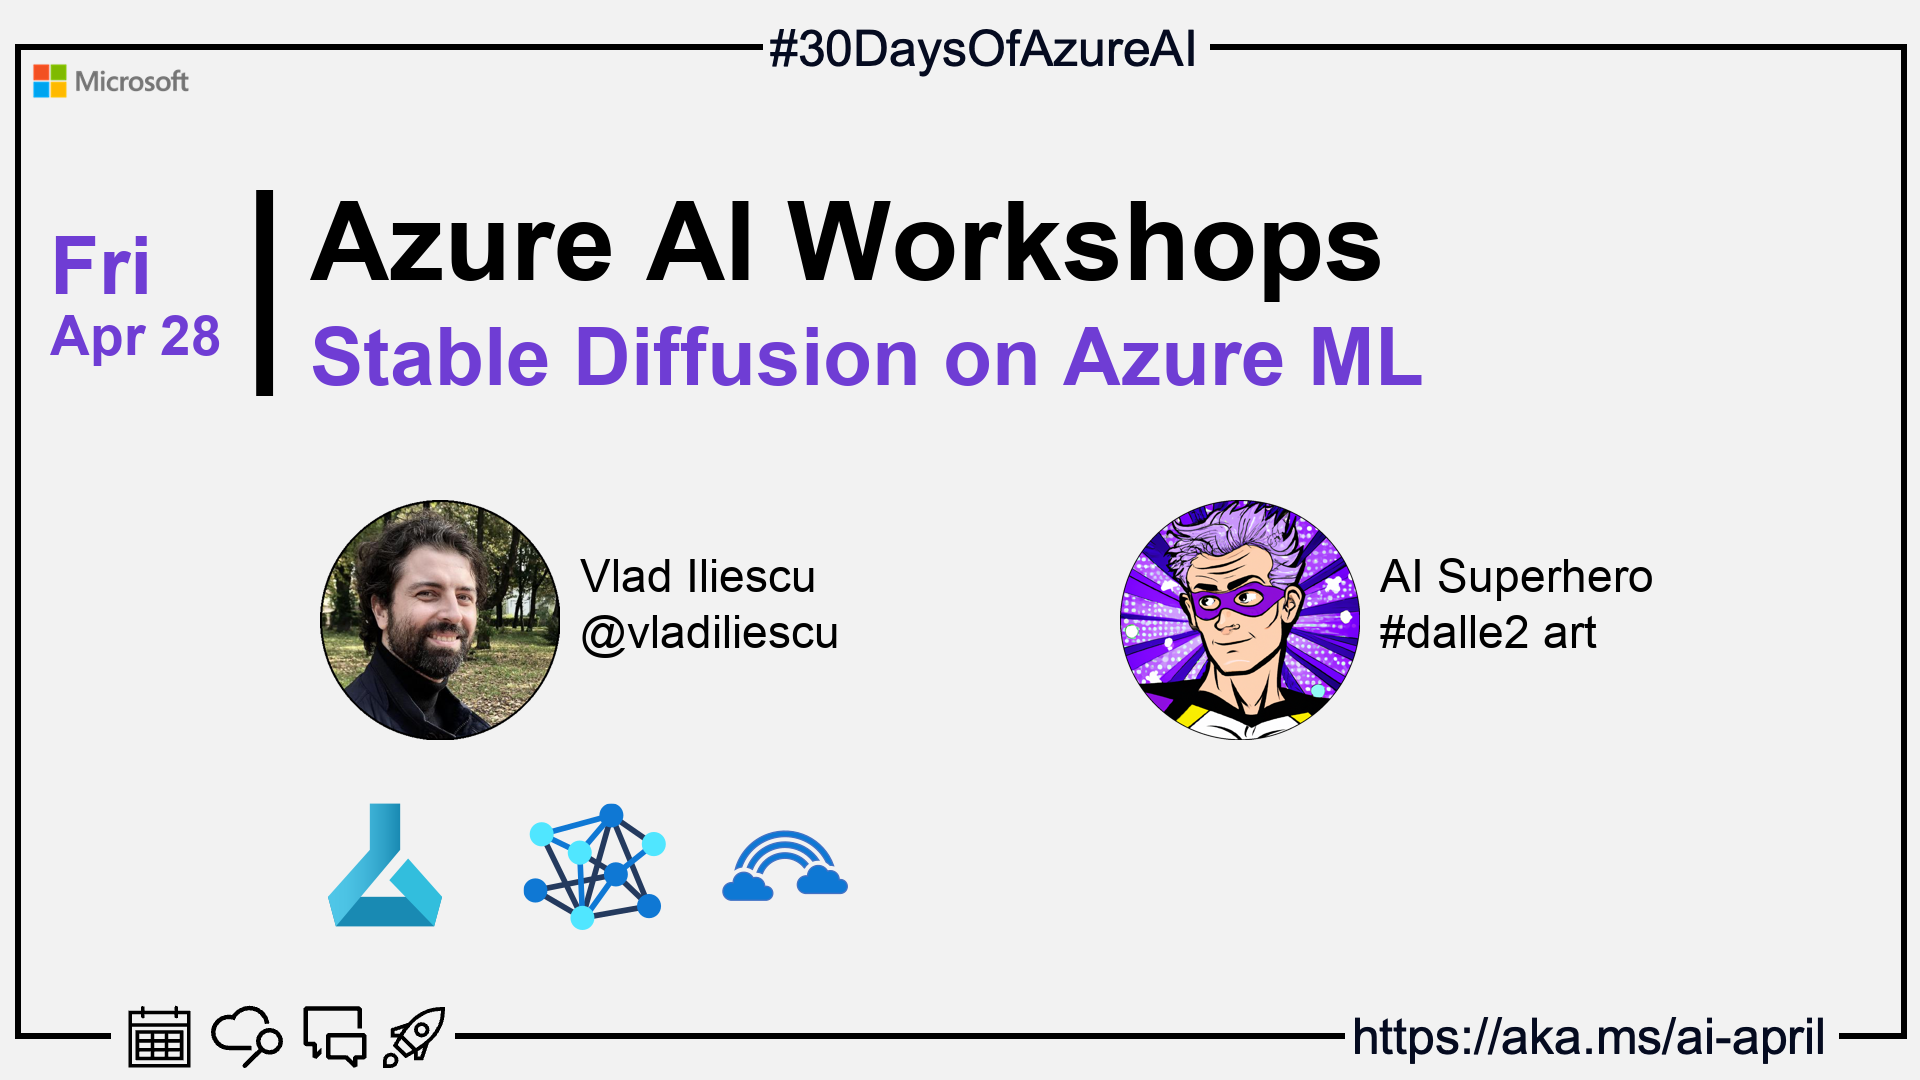 #30DaysOfAzureAI
Microsoft
Fri
Apr 28
Azure AI Workshops
Stable Diffusion on Azure ML
Vlad Iliescu
@vladiliescu
AI Superhero
#dalle2 art
https://aka.ms/ai-april